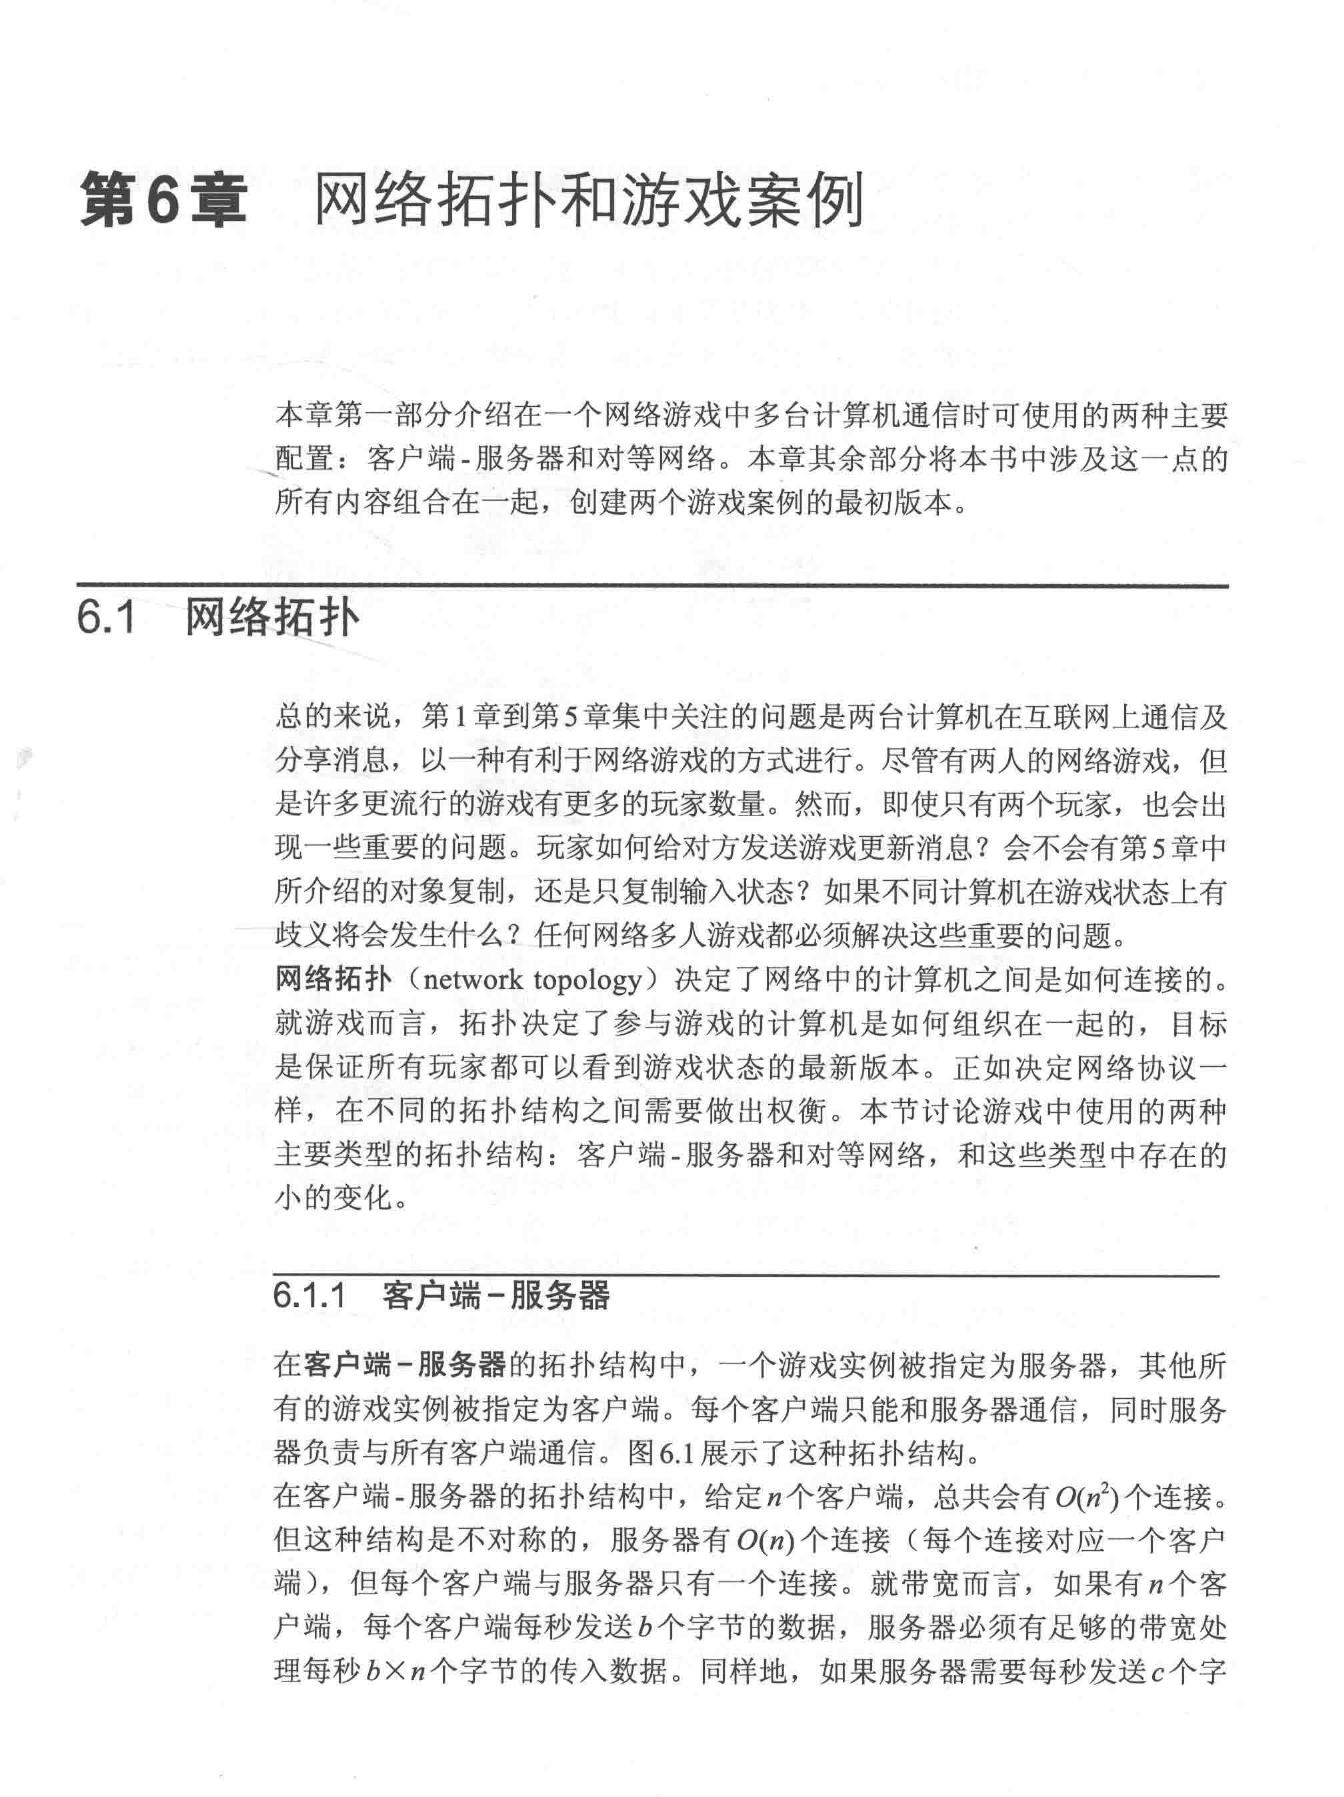 第6章 网络拓扑和游戏案例
本章第一部分介绍在一个网络游戏中多台计算机通信时可使用的两种主要
配置：客户端-服务器和对等网络。本章其余部分将本书中涉及这一点的
所有内容组合在一起，创建两个游戏案例的最初版本。
6.1 网络拓扑
总的来说，第1章到第5章集中关注的问题是两台计算机在互联网上通信及
分享消息，以一种有利于网络游戏的方式进行。尽管有两人的网络游戏，但
是许多更流行的游戏有更多的玩家数量。然而，即使只有两个玩家，也会出
现一些重要的问题。玩家如何给对方发送游戏更新消息？会不会有第5章中
所介绍的对象复制，还是只复制输入状态？如果不同计算机在游戏状态上有
歧义将会发生什么？任何网络多人游戏都必须解决这些重要的问题。
网络拓扑（network topology）决定了网络中的计算机之间是如何连接的。
就游戏而言，拓扑决定了参与游戏的计算机是如何组织在一起的，目标
是保证所有玩家都可以看到游戏状态的最新版本。正如决定网络协议一
样，在不同的拓扑结构之间需要做出权衡。本节讨论游戏中使用的两种
主要类型的拓扑结构：客户端-服务器和对等网络，和这些类型中存在的
小的变化。
6.1.1 客户端-服务器
在客户端-服务器的拓扑结构中，一个游戏实例被指定为服务器，其他所
有的游戏实例被指定为客户端。每个客户端只能和服务器通信，同时服务
器负责与所有客户端通信。图6.1展示了这种拓扑结构。
在客户端-服务器的拓扑结构中，给定n个客户端，总共会有O(n²)个连接。
但这种结构是不对称的，服务器有O(n)个连接（每个连接对应一个客户
端），但每个客户端与服务器只有一个连接。就带宽而言，如果有n个客
户端，每个客户端每秒发送b个字节的数据，服务器必须有足够的带宽处
理每秒b×n个字节的传入数据。同样地，如果服务器需要每秒发送c个字